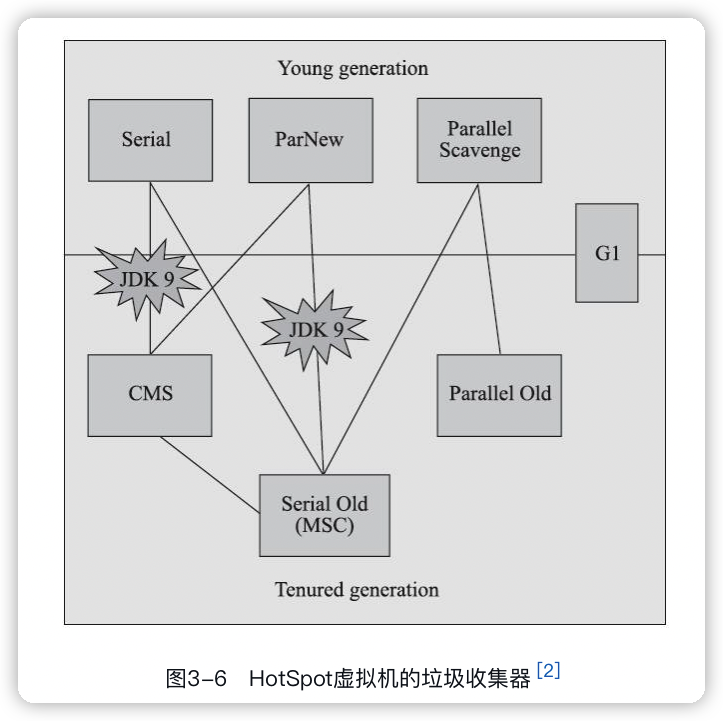 Young generation
Serial
ParNew
Parallel
Scavenge
G1
JDK 9
JDK 9
CMS
Parallel Old
Serial Old
(MSC)
Tenured generation
图3-6 HotSpot虚拟机的垃圾收集器 [2]